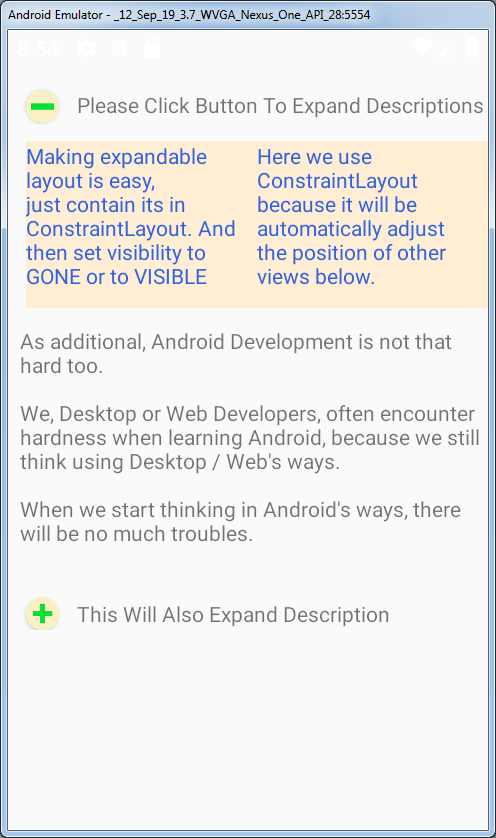 Android Emulator - _12_Sep_19_3.7_WVGA_Nexus_One_API_28:5554
8:54
Please Click Button To Expand Descriptions
Making expandable
layout is easy,
just contain its in
ConstraintLayout. And
then set visibility to
GONE or to VISIBLE
Here we use
ConstraintLayout
because it will be
automatically adjust
the position of other
views below.
As additional, Android Development is not that
hard too.
We, Desktop or Web Developers, often encounter
hardness when learning Android, because we still
think using Desktop / Web's ways.
When we start thinking in Android's ways, there
will be no much troubles.
This Will Also Expand Description